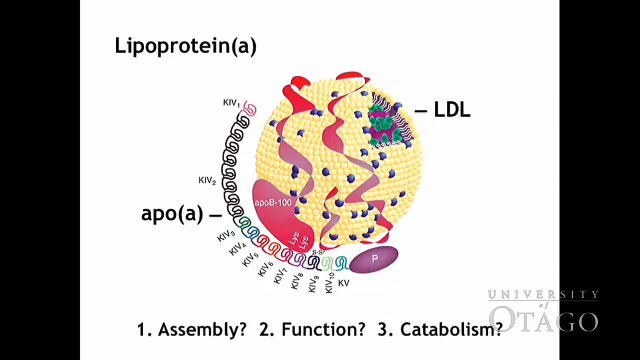 Lipoprotein(a)
KIV1
LDL
KIV2
apoB-100
apo(a)
Lys
Lys
KIV3
KIV4
KIV5
KIV6
KIV7
KIV8
KIV9
S-S
KIV10
KV
P
UNIVERSITY
of
OTAGO
1. Assembly? 2. Function? 3. Catabolism?